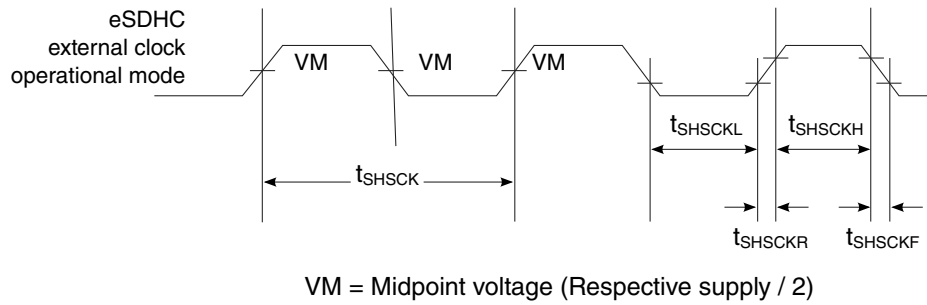 eSDHC
external clock
operational mode
VM VM VM
tSHSCKL tSHSCKH
tSHSCK
tSHSCKR tSHSCKF
VM = Midpoint voltage (Respective supply / 2)